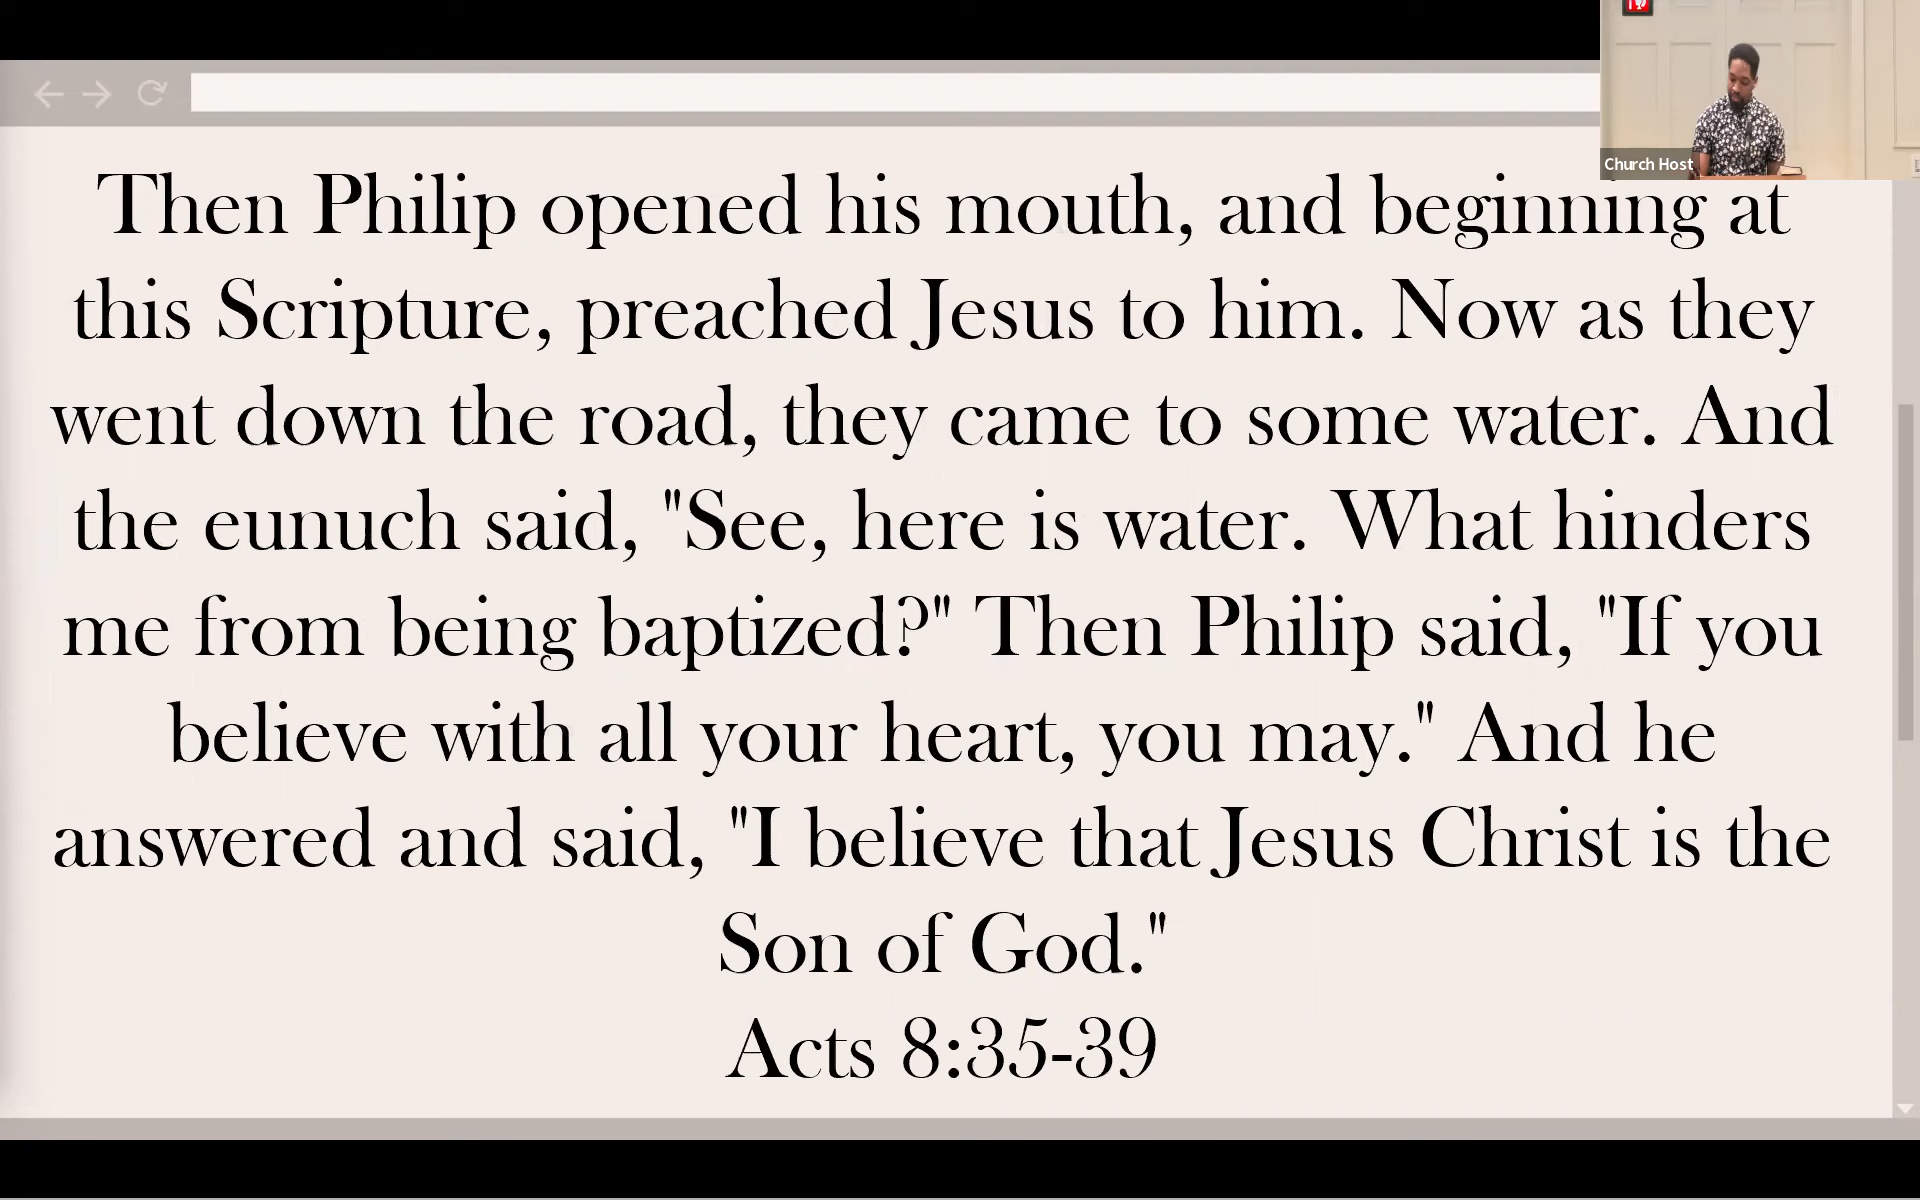 Church Host
Then Philip opened his mouth, and beginning at
this Scripture, preached Jesus to him. Now as they
went down the road, they came to some water. And
the eunuch said, "See, here is water. What hinders
me from being baptized?" Then Philip said, "If you
believe with all your heart, you may." And he
answered and said, "I believe that Jesus Christ is the
Son of God."
Acts 8:35-39